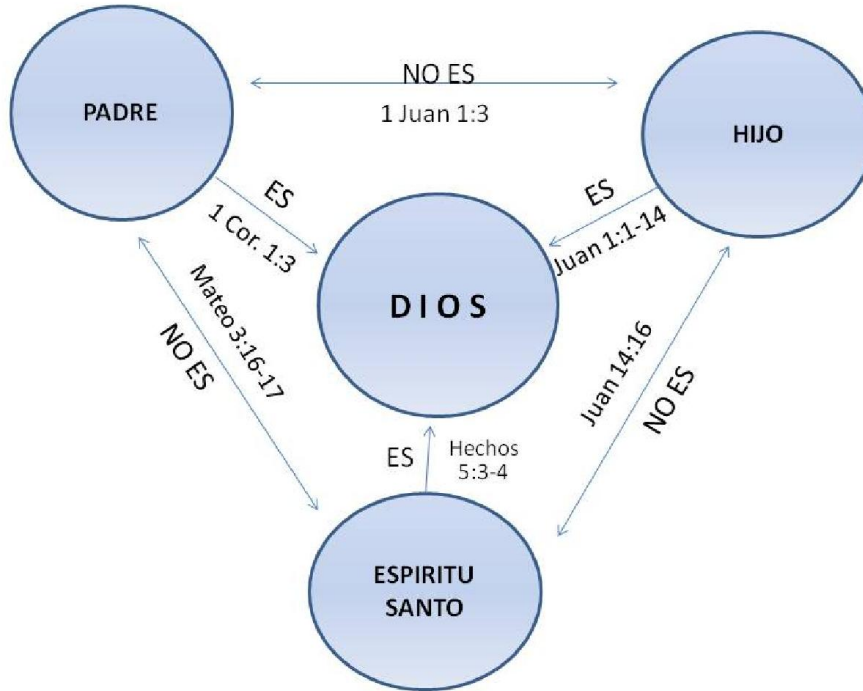 NO ES
1 Juan 1:3
PADRE
HIJO
ES
1 Cor. 1:3
ES
Juan 1:1-14
D I O S
Mateo 3:16-17
NO ES
Juan 14:16
NO ES
ES
Hechos
5:3-4
ESPIRITU
SANTO